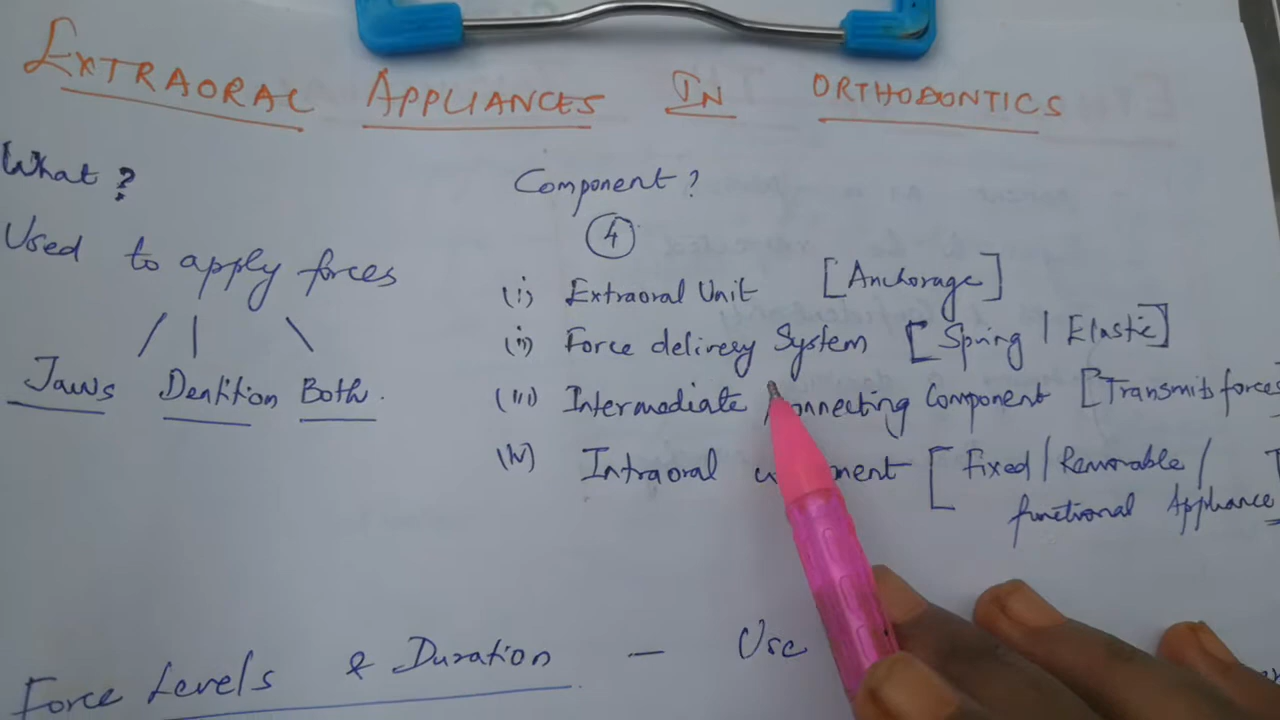 EXTRAORAL APPLIANCES IN ORTHODONTICS
What?
Used to apply forces
Jaws Dentition Both.
Component?
4
(i) Extraoral Unit [Anchorage]
(ii) Force delivery System [Spring | Elastic]
(iii) Intermediate Connecting Component [Transmits forces
(iv) Intraoral [Fixed / Removable /
functional Appliance]
Force Levels & Duration — Use